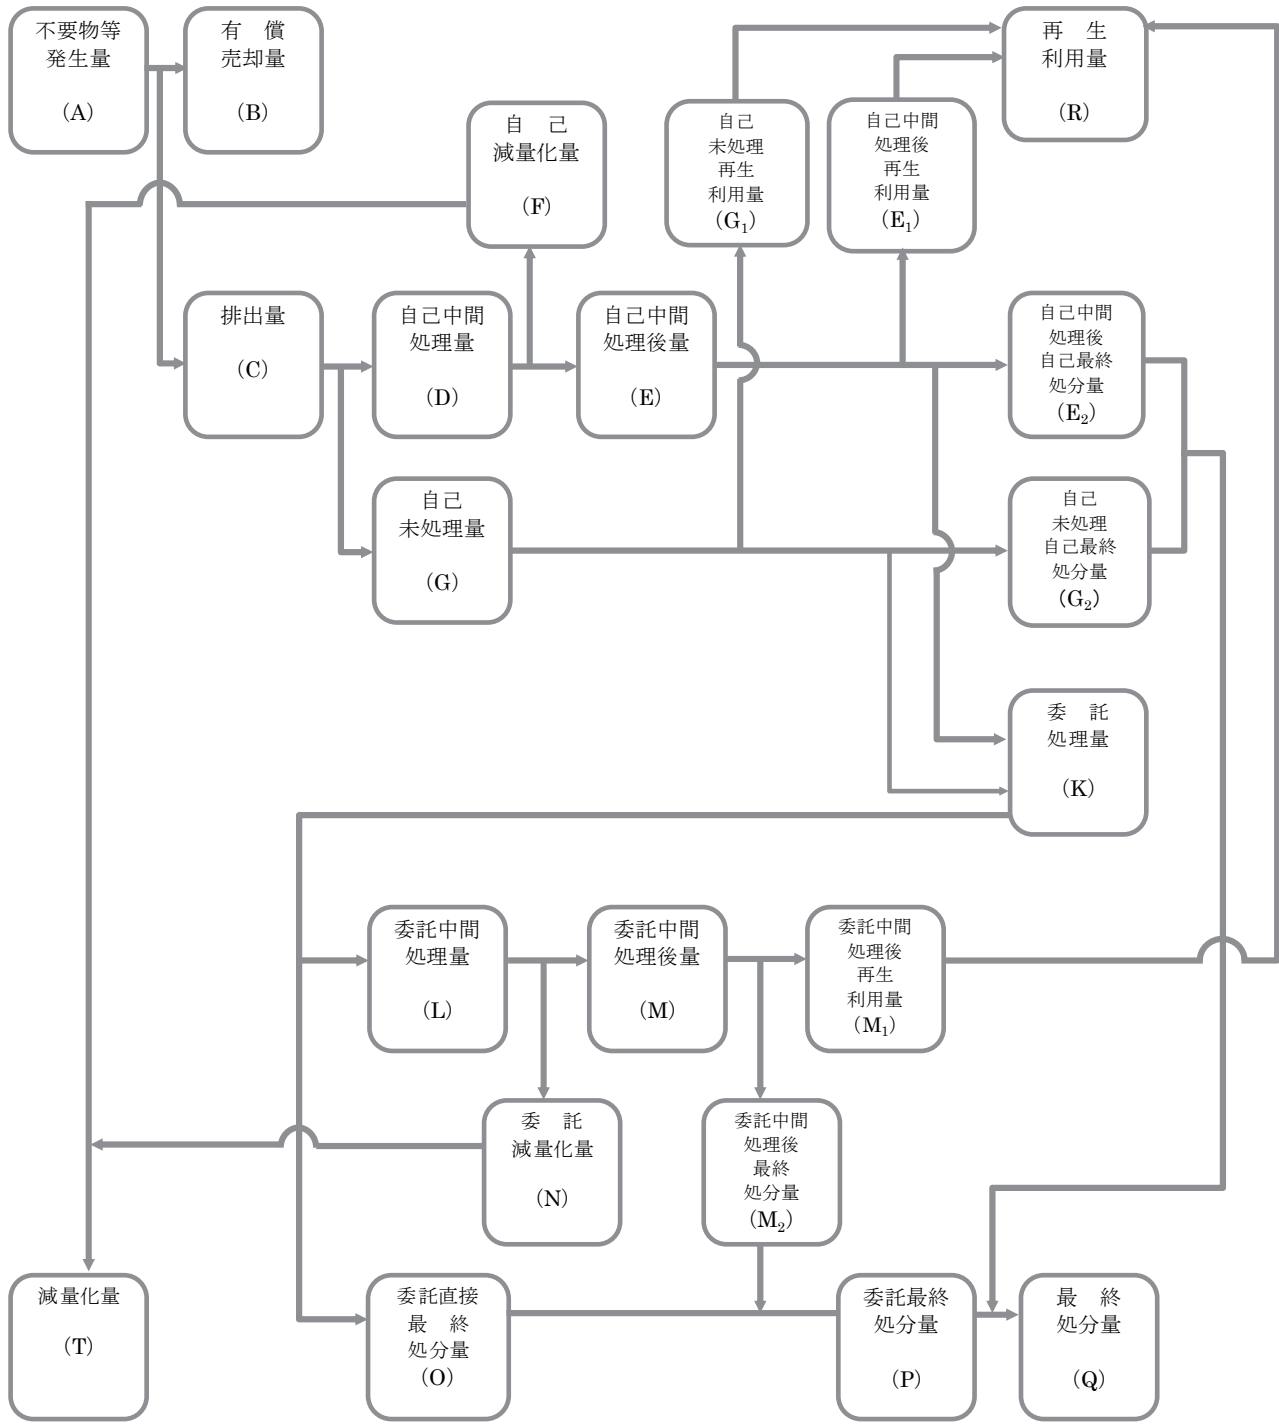 不要物等
発生量
（A）
有　償
売却量
（B）
自　己
減量化量
（F）
自己
未処理
再生
利用量
（G₁）
自己中間
処理後
再生
利用量
（E₁）
再　生
利用量
（R）
排出量
（C）
自己中間
処理量
（D）
自己中間
処理後量
（E）
自己中間
処理後
自己最終
処分量
（E₂）
自己
未処理量
（G）
自己
未処理
自己最終
処分量
（G₂）
委　託
処理量
（K）
委託中間
処理量
（L）
委託中間
処理後量
（M）
委託中間
処理後
再生
利用量
（M₁）
委　託
減量化量
（N）
委託中間
処理後
最終
処分量
（M₂）
減量化量
（T）
委託直接
最　終
処分量
（O）
委託最終
処分量
（P）
最　終
処分量
（Q）